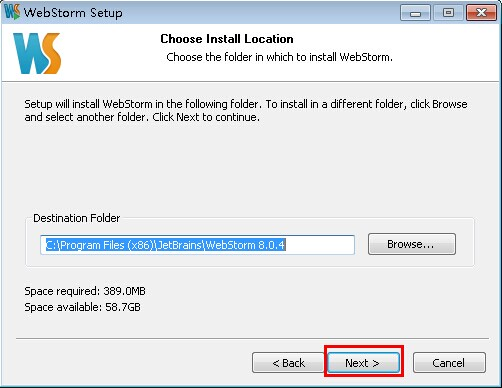 WebStorm Setup
WS
Choose Install Location
Choose the folder in which to install WebStorm.
Setup will install WebStorm in the following folder. To install in a different folder, click Browse
and select another folder. Click Next to continue.
Destination Folder
C:\Program Files (x86)\JetBrains\WebStorm 8.0.4
Browse...
Space required: 389.0MB
Space available: 58.7GB
< Back
Next >
Cancel